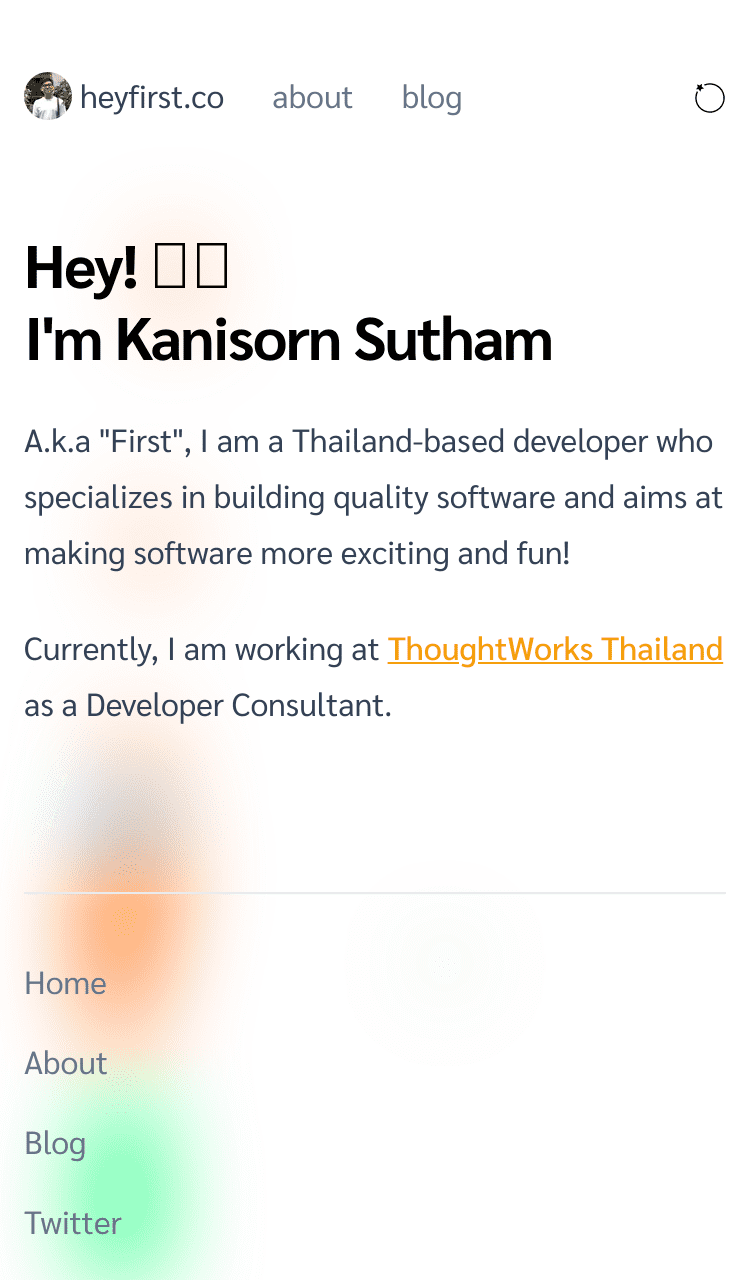 heyfirst.co about blog
Hey!
I'm Kanisorn Sutham
A.k.a "First", I am a Thailand-based developer who
specializes in building quality software and aims at
making software more exciting and fun!
Currently, I am working at ThoughtWorks Thailand
as a Developer Consultant.
Home
About
Blog
Twitter